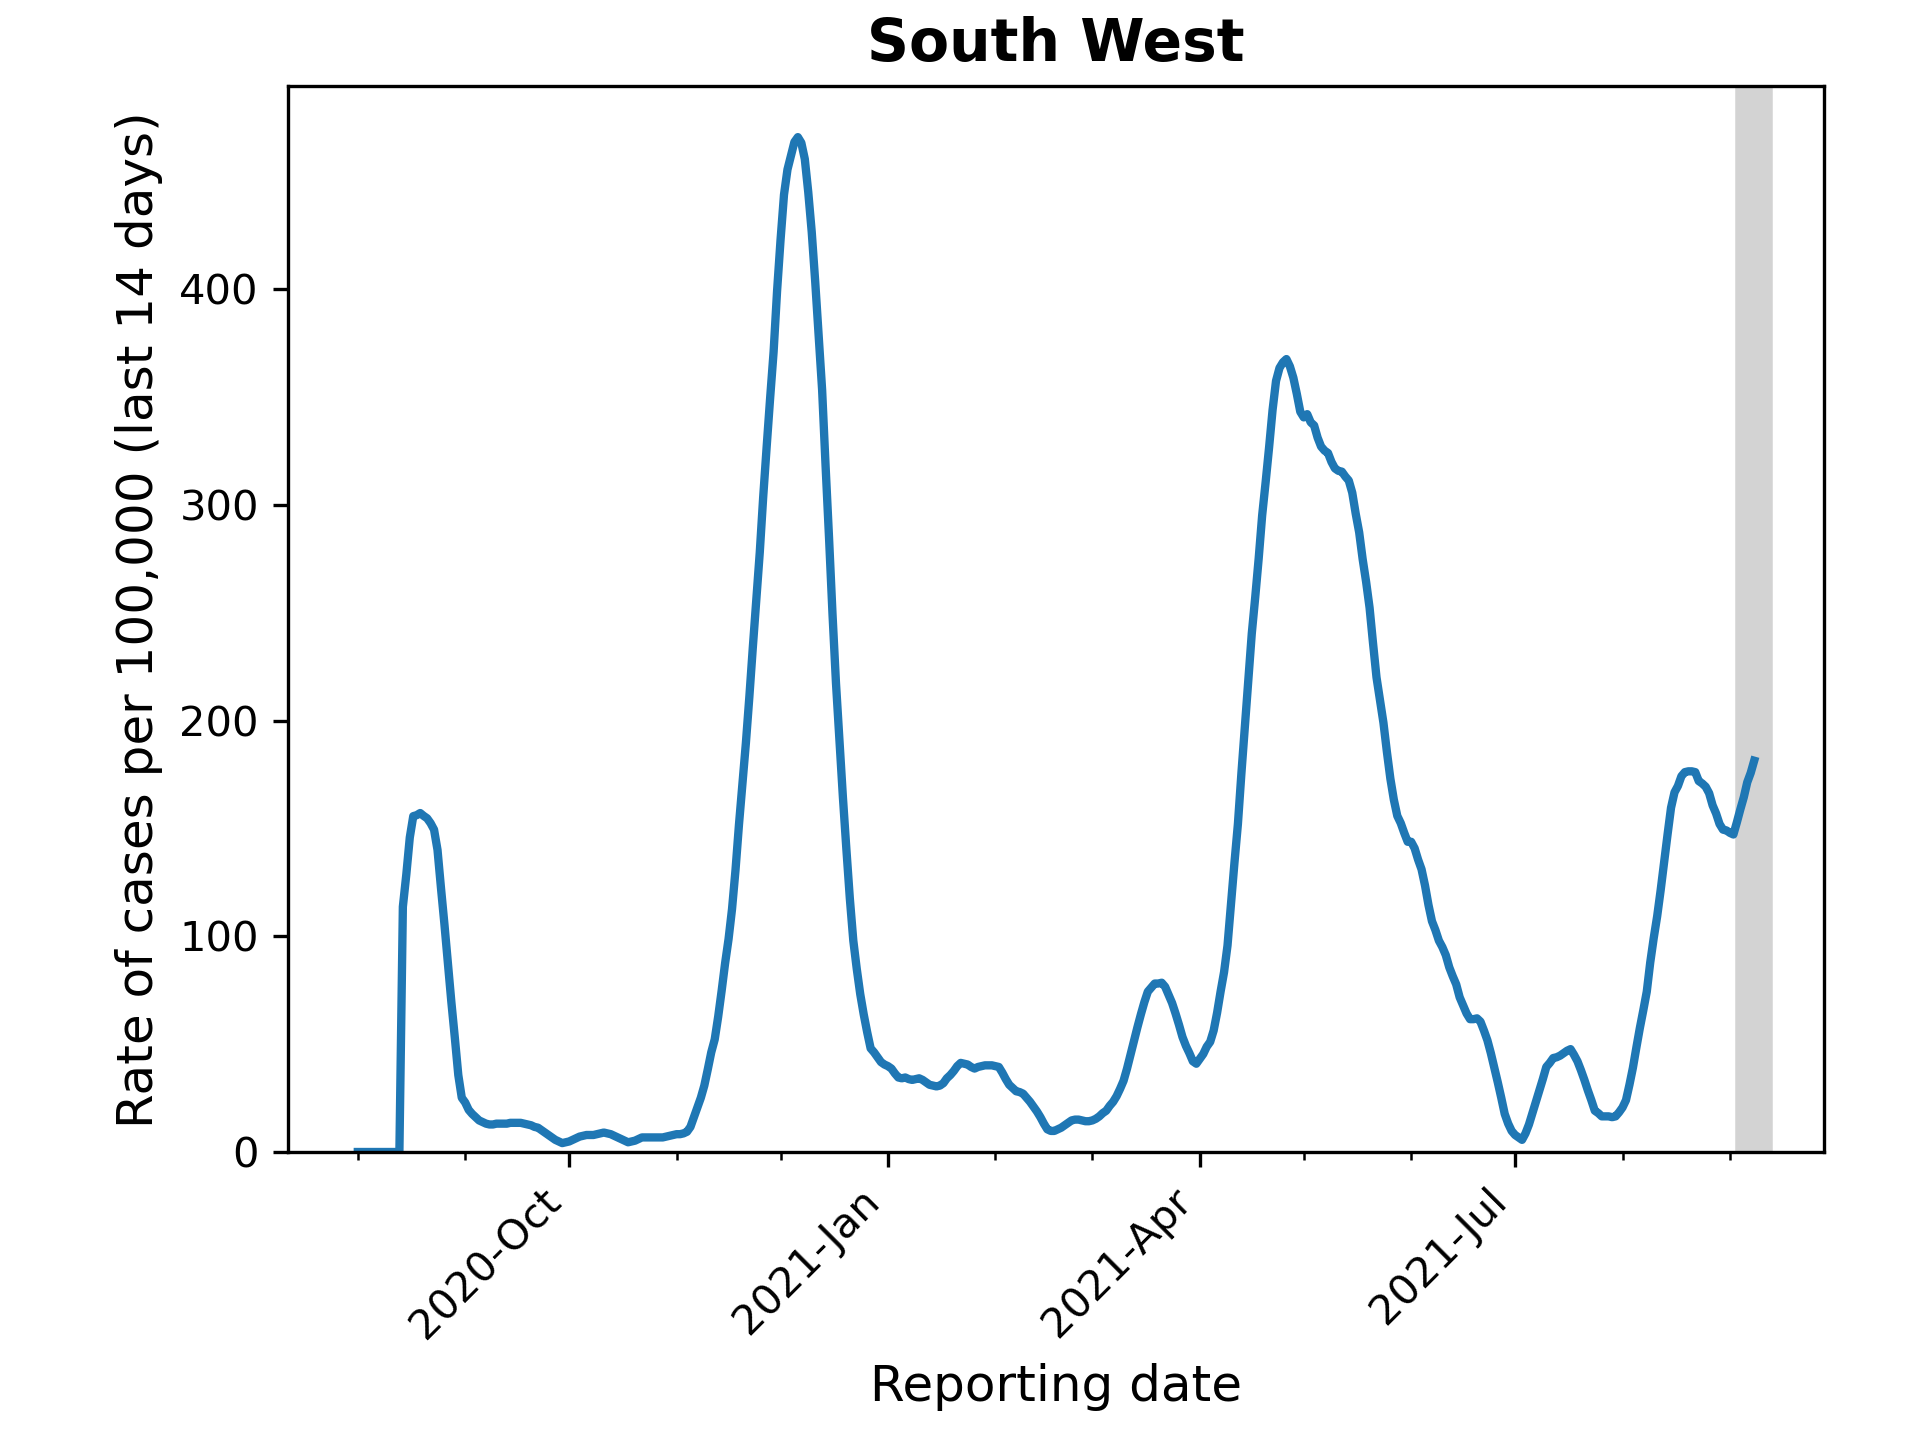 South West
Rate of cases per 100,000 (last 14 days)
400
300
200
100
0
2020-Oct
2021-Jan
2021-Apr
2021-Jul
Reporting date